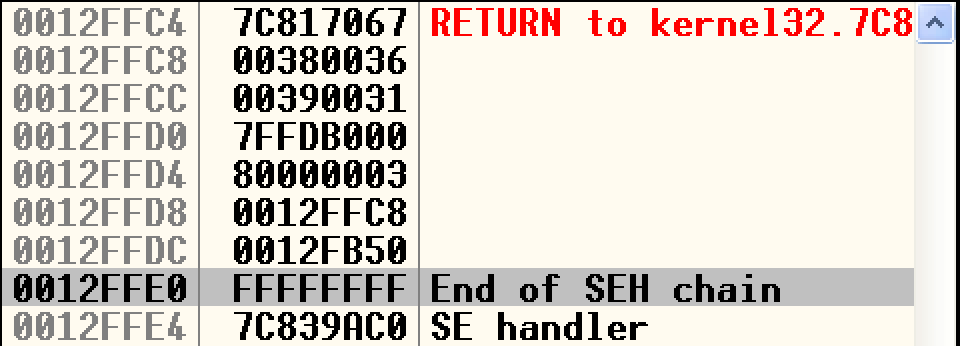 0012FFC4 7C817067 RETURN to kernel32.7C8
0012FFC8 00380036
0012FFCC 00390031
0012FFD0 7FFDB000
0012FFD4 80000003
0012FFD8 0012FFC8
0012FFDC 0012FB50
0012FFE0 FFFFFFFF End of SEH chain
0012FFE4 7C839AC0 SE handler